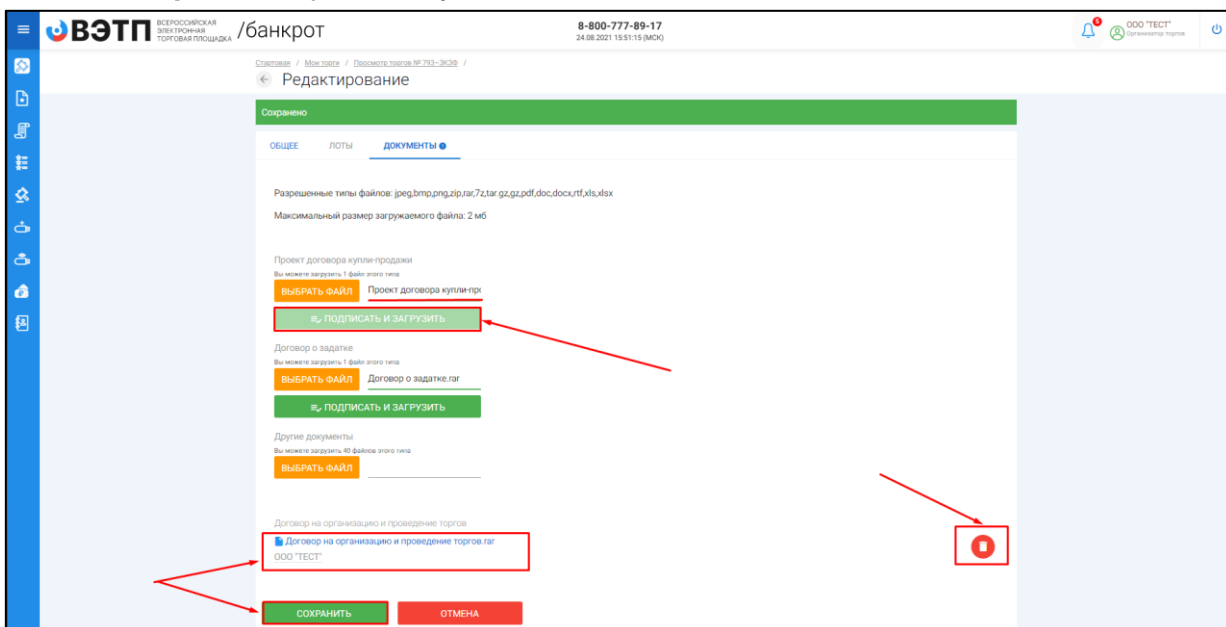 ВЭТП ВСЕРОССИЙСКАЯ ЭЛЕКТРОННАЯ ТОРГОВАЯ ПЛОЩАДКА /банкрот
8-800-777-89-17
24.08.2021 15:51:15 (МСК)
5
ООО "ТЕСТ"
Организатор торгов
Стартовая / Мои торги / Просмотр торгов № 793–ЭКЗФ /
Редактирование
Сохранено
ОБЩЕЕ ЛОТЫ ДОКУМЕНТЫ
Разрешенные типы файлов: jpeg,bmp,png,zip,rar,7z,tar.gz,gz,pdf,doc,docx,rtf,xls,xlsx
Максимальный размер загружаемого файла: 2 мб
Проект договора купли-продажи
Вы можете загрузить 1 файл этого типа
ВЫБРАТЬ ФАЙЛ Проект договора купли-про
ПОДПИСАТЬ И ЗАГРУЗИТЬ
Договор о задатке
Вы можете загрузить 1 файл этого типа
ВЫБРАТЬ ФАЙЛ Договор о задатке.rar
ПОДПИСАТЬ И ЗАГРУЗИТЬ
Другие документы
Вы можете загрузить 40 файлов этого типа
ВЫБРАТЬ ФАЙЛ
Договор на организацию и проведение торгов
Договор на организацию и проведение торгов.rar
ООО "ТЕСТ"
СОХРАНИТЬ ОТМЕНА